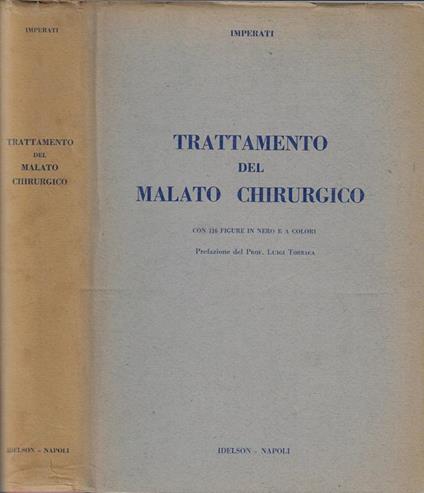 IMPERATI
TRATTAMENTO
DEL
MALATO
CHIRURGICO
IDELSON - NAPOLI
IMPERATI
TRATTAMENTO
DEL
MALATO CHIRURGICO
CON 116 FIGURE IN NERO E A COLORI
Prefazione del PROF. LUIGI TORRACA
IDELSON - NAPOLI